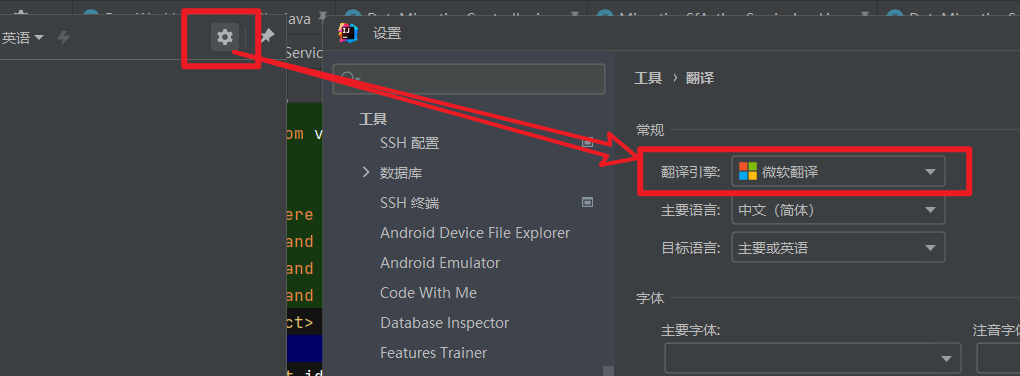 英语
Java
Servic
om v
ere
and
and
and
ct>
t id
设置
工具
SSH 配置
数据库
SSH 终端
Android Device File Explorer
Android Emulator
Code With Me
Database Inspector
Features Trainer
工具 › 翻译
常规
翻译引擎: 微软翻译
主要语言: 中文（简体）
目标语言: 主要或英语
字体
主要字体: 注音字体